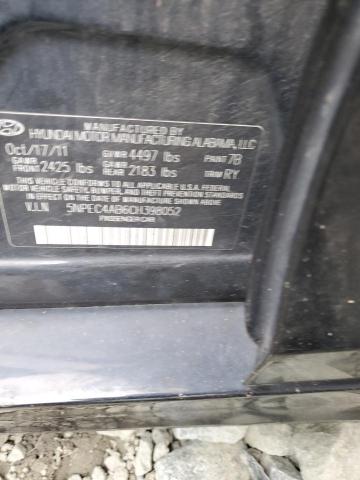 MANUFACTURED BY
HYUNDAI MOTOR MANUFACTURING ALABAMA, LLC
Oct/17/11 GVWR 4497 lbs PAINT 7B
GAWR FRONT 2425 lbs GAWR REAR 2183 lbs TRIM RY
THIS VEHICLE CONFORMS TO ALL APPLICABLE U.S.A. FEDERAL
MOTOR VEHICLE SAFETY, BUMPER, AND THEFT PREVENTION STANDARDS
IN EFFECT ON THE DATE OF MANUFACTURE SHOWN ABOVE.
V.I.N 5NPEC4AB6CH398052
PASSENGER CAR